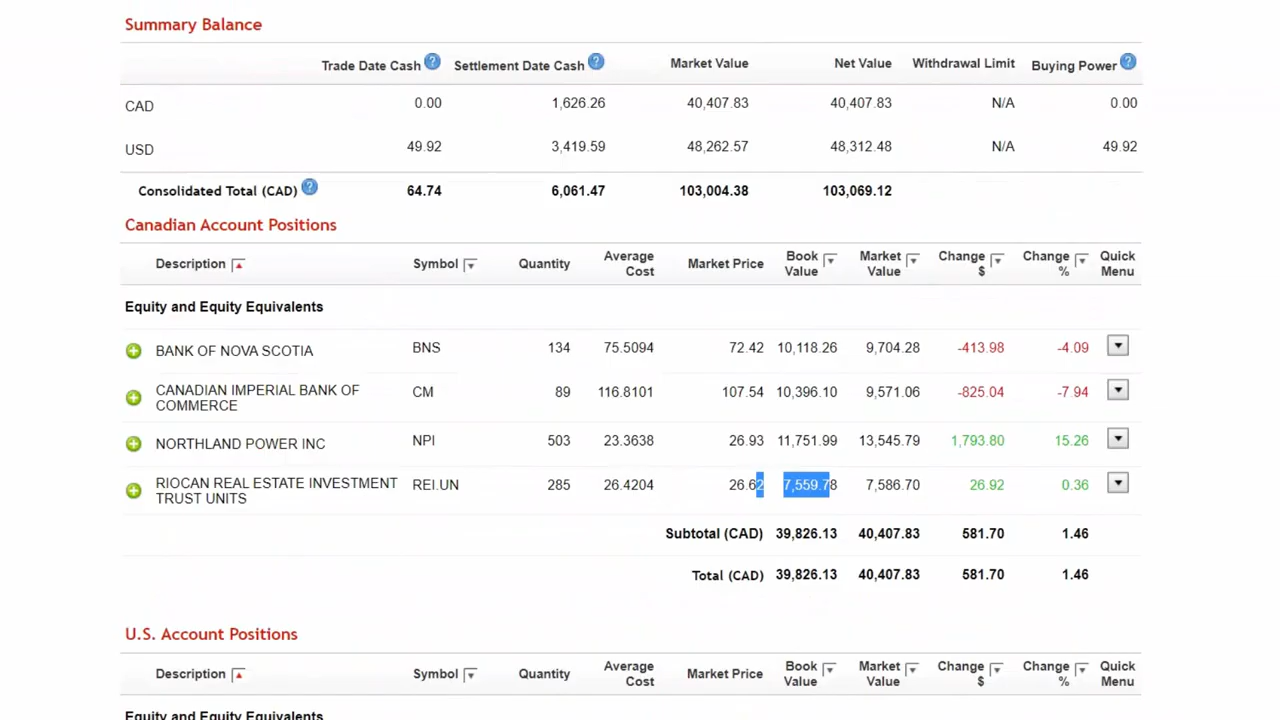 Summary Balance
Trade Date Cash ? Settlement Date Cash ? Market Value Net Value Withdrawal Limit Buying Power ?
CAD 0.00 1,626.26 40,407.83 40,407.83 N/A 0.00
USD 49.92 3,419.59 48,262.57 48,312.48 N/A 49.92
Consolidated Total (CAD) ? 64.74 6,061.47 103,004.38 103,069.12
Canadian Account Positions
Description Symbol Quantity Average Cost Market Price Book Value Market Value Change $ Change % Quick Menu
Equity and Equity Equivalents
BANK OF NOVA SCOTIA BNS 134 75.5094 72.42 10,118.26 9,704.28 -413.98 -4.09
CANADIAN IMPERIAL BANK OF
COMMERCE CM 89 116.8101 107.54 10,396.10 9,571.06 -825.04 -7.94
NORTHLAND POWER INC NPI 503 23.3638 26.93 11,751.99 13,545.79 1,793.80 15.26
RIOCAN REAL ESTATE INVESTMENT
TRUST UNITS REI.UN 285 26.4204 26.62 7,559.78 7,586.70 26.92 0.36
Subtotal (CAD) 39,826.13 40,407.83 581.70 1.46
Total (CAD) 39,826.13 40,407.83 581.70 1.46
U.S. Account Positions
Description Symbol Quantity Average Cost Market Price Book Value Market Value Change $ Change % Quick Menu
Equity and Equity Equivalents